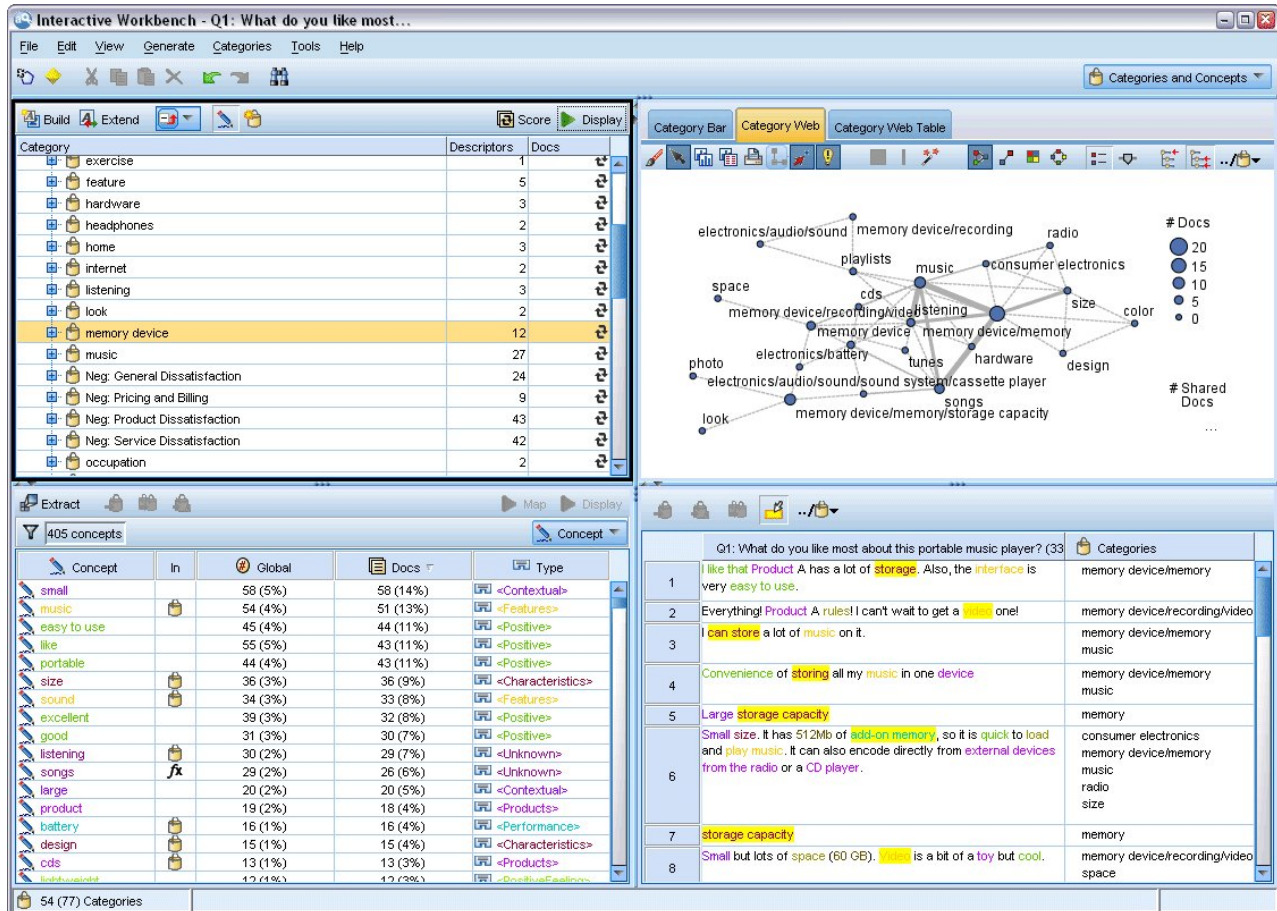 Interactive Workbench - Q1: What do you like most...
File Edit View Generate Categories Tools Help
Categories and Concepts
Build Extend Score Display
Category Descriptors Docs
exercise 1
feature 5
hardware 3
headphones 2
home 3
internet 2
listening 3
look 2
memory device 12
music 27
Neg: General Dissatisfaction 24
Neg: Pricing and Billing 9
Neg: Product Dissatisfaction 43
Neg: Service Dissatisfaction 42
occupation 2
Category Bar Category Web Category Web Table
../
electronics/audio/sound memory device/recording radio
playlists music consumer electronics
space cds size
memory device/recording/video listening color
memory device memory device/memory
electronics/battery tunes hardware design
photo
electronics/audio/sound/sound system/cassette player
songs
memory device/memory/storage capacity
look
# Docs
20
15
10
5
0
# Shared
Docs
...
Extract Map Display
405 concepts Concept
Concept In Global Docs Type
small 58 (5%) 58 (14%) <Contextual>
music 54 (4%) 51 (13%) <Features>
easy to use 45 (4%) 44 (11%) <Positive>
like 55 (5%) 43 (11%) <Positive>
portable 44 (4%) 43 (11%) <Positive>
size 36 (3%) 36 (9%) <Characteristics>
sound 34 (3%) 33 (8%) <Features>
excellent 39 (3%) 32 (8%) <Positive>
good 31 (3%) 30 (7%) <Positive>
listening 30 (2%) 29 (7%) <Unknown>
songs fx 29 (2%) 26 (6%) <Unknown>
large 20 (2%) 20 (5%) <Contextual>
product 19 (2%) 18 (4%) <Products>
battery 16 (1%) 16 (4%) <Performance>
design 15 (1%) 15 (4%) <Characteristics>
cds 13 (1%) 13 (3%) <Products>
lightweight 12 (1%) 12 (3%) <PositiveFeeling>
../
Q1: What do you like most about this portable music player? (33 Categories
1 I like that Product A has a lot of storage. Also, the interface is memory device/memory
very easy to use.
2 Everything! Product A rules! I can't wait to get a video one! memory device/recording/video
3 I can store a lot of music on it. memory device/memory
music
4 Convenience of storing all my music in one device memory device/memory
music
5 Large storage capacity memory
6 Small size. It has 512Mb of add-on memory, so it is quick to load consumer electronics
and play music. It can also encode directly from external devices memory device/memory
from the radio or a CD player. music
radio
size
7 storage capacity memory
8 Small but lots of space (60 GB). Video is a bit of a toy but cool. memory device/recording/video
space
54 (77) Categories